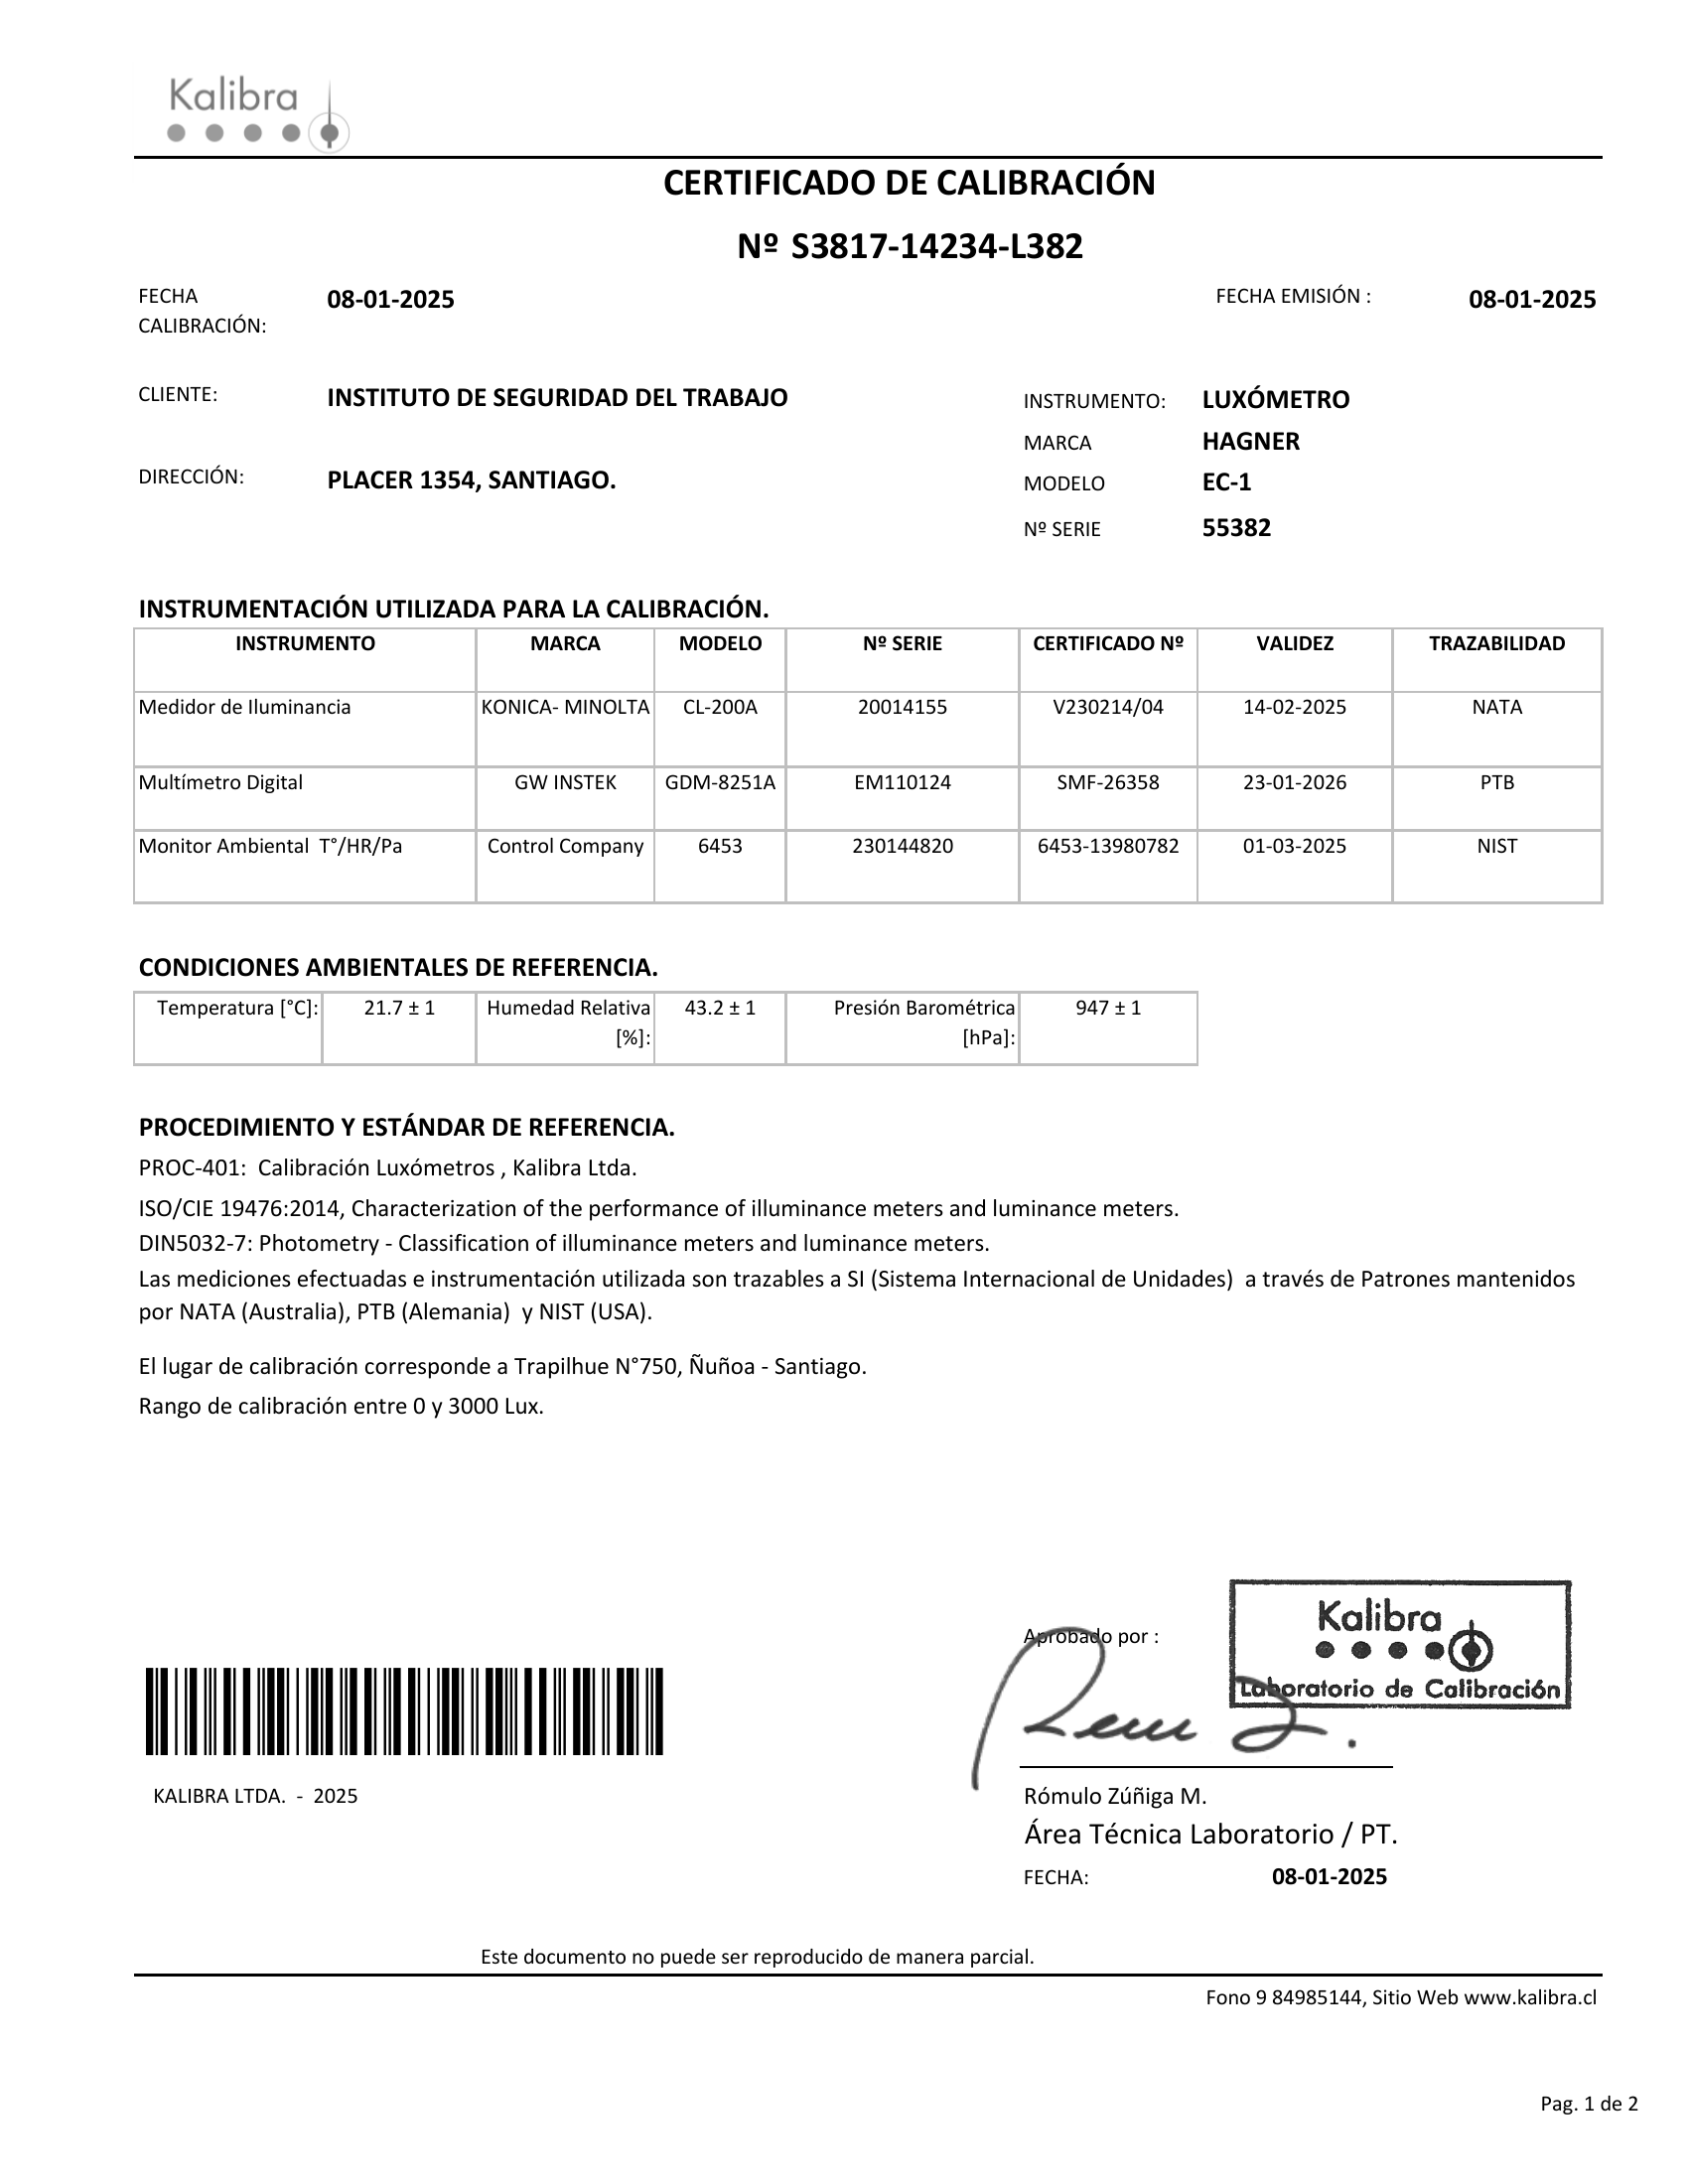 Kalibra
CERTIFICADO DE CALIBRACIÓN
Nº S3817-14234-L382
FECHA CALIBRACIÓN: 08-01-2025 FECHA EMISIÓN : 08-01-2025
CLIENTE: INSTITUTO DE SEGURIDAD DEL TRABAJO
DIRECCIÓN: PLACER 1354, SANTIAGO.
INSTRUMENTO: LUXÓMETRO
MARCA HAGNER
MODELO EC-1
Nº SERIE 55382
INSTRUMENTACIÓN UTILIZADA PARA LA CALIBRACIÓN.
INSTRUMENTO MARCA MODELO Nº SERIE CERTIFICADO Nº VALIDEZ TRAZABILIDAD
Medidor de Iluminancia KONICA- MINOLTA CL-200A 20014155 V230214/04 14-02-2025 NATA
Multímetro Digital GW INSTEK GDM-8251A EM110124 SMF-26358 23-01-2026 PTB
Monitor Ambiental T°/HR/Pa Control Company 6453 230144820 6453-13980782 01-03-2025 NIST
CONDICIONES AMBIENTALES DE REFERENCIA.
Temperatura [°C]: 21.7 ± 1 Humedad Relativa [%]: 43.2 ± 1 Presión Barométrica [hPa]: 947 ± 1
PROCEDIMIENTO Y ESTÁNDAR DE REFERENCIA.
PROC-401: Calibración Luxómetros , Kalibra Ltda.
ISO/CIE 19476:2014, Characterization of the performance of illuminance meters and luminance meters.
DIN5032-7: Photometry - Classification of illuminance meters and luminance meters.
Las mediciones efectuadas e instrumentación utilizada son trazables a SI (Sistema Internacional de Unidades) a través de Patrones mantenidos
por NATA (Australia), PTB (Alemania) y NIST (USA).
El lugar de calibración corresponde a Trapilhue N°750, Ñuñoa - Santiago.
Rango de calibración entre 0 y 3000 Lux.
Aprobado por :
Kalibra
Laboratorio de Calibración
KALIBRA LTDA. - 2025
Rómulo Zúñiga M.
Área Técnica Laboratorio / PT.
FECHA: 08-01-2025
Este documento no puede ser reproducido de manera parcial.
Fono 9 84985144, Sitio Web www.kalibra.cl
Pag. 1 de 2